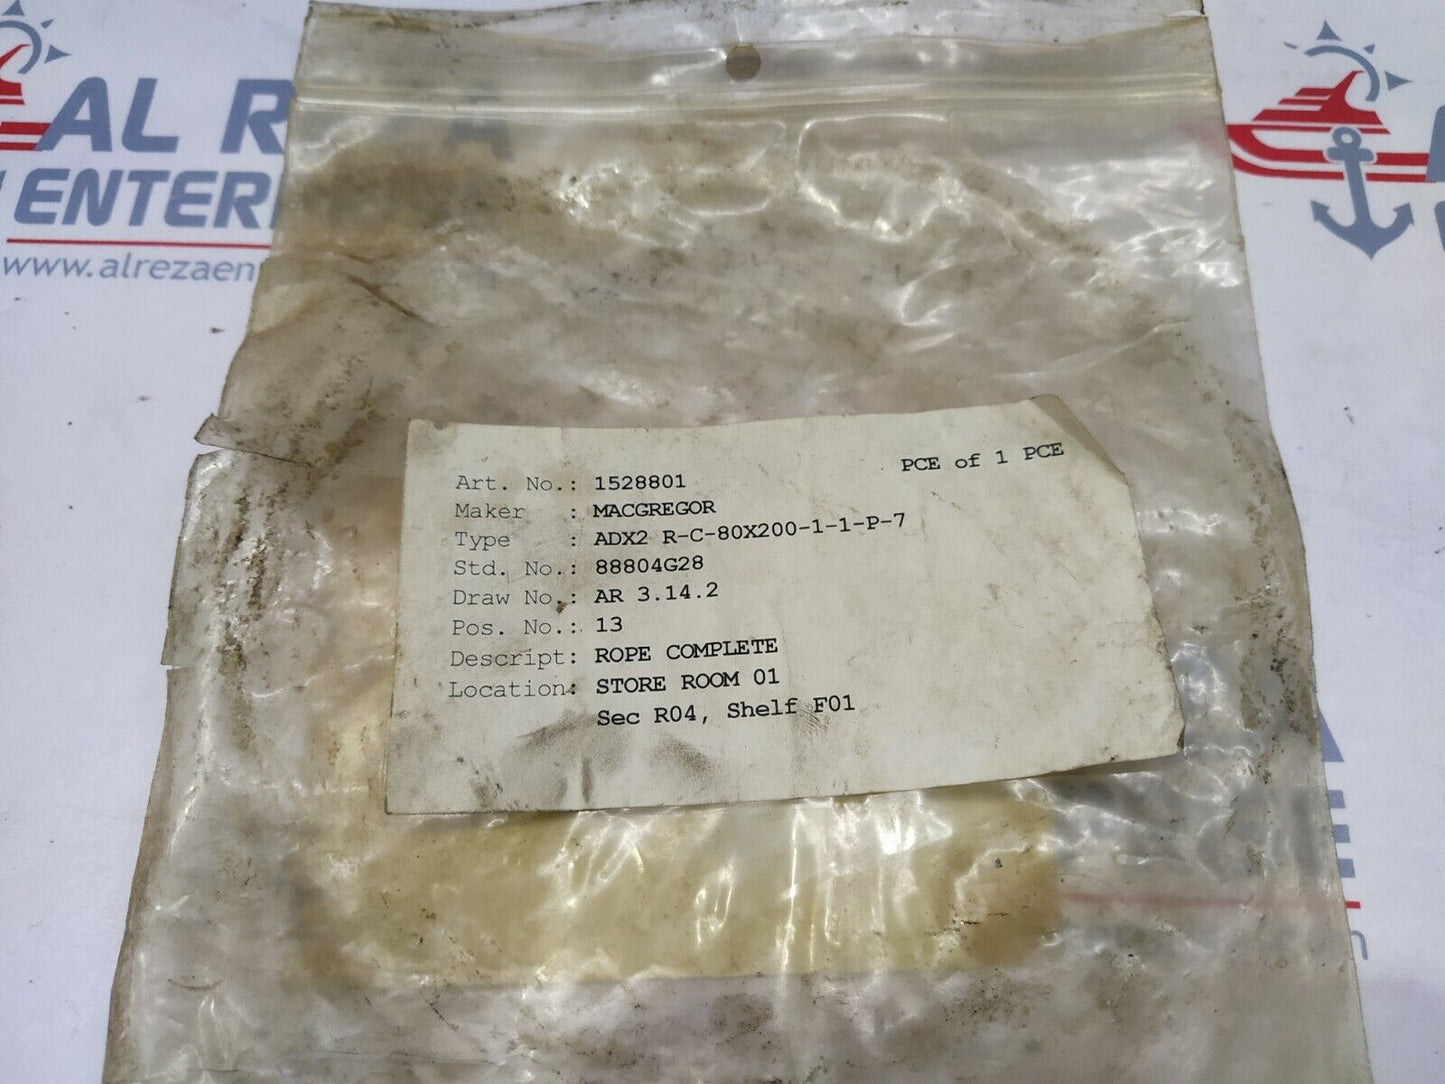 AL R
ENTER
www.alrezaen
PCE of 1 PCE
Art. No.: 1528801
Maker : MACGREGOR
Type : ADX2 R-C-80X200-1-1-P-7
Std. No.: 88804G28
Draw No.: AR 3.14.2
Pos. No.: 13
Descript: ROPE COMPLETE
Location: STORE ROOM 01
Sec R04, Shelf F01